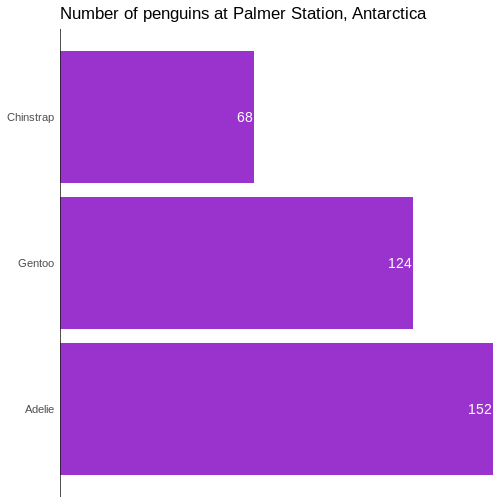 Number of penguins at Palmer Station, Antarctica
Chinstrap 68
Gentoo 124
Adelie 152